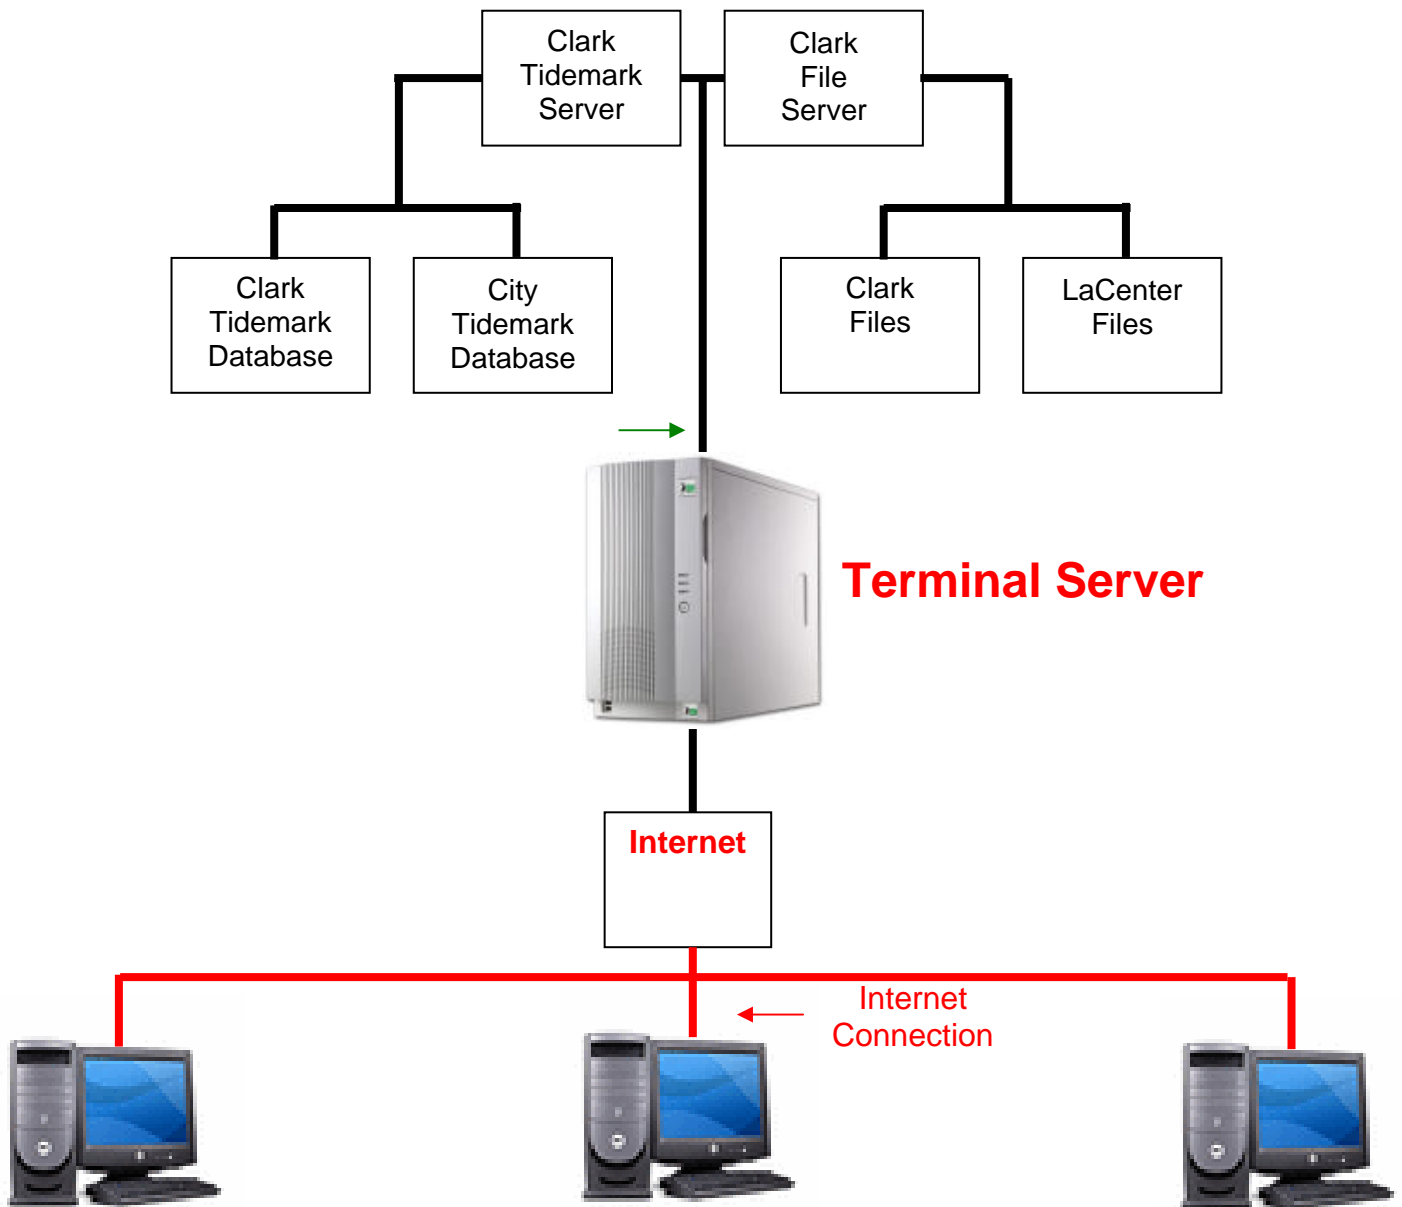 Clark
Tidemark
Server
Clark
File
Server
Clark
Tidemark
Database
City
Tidemark
Database
Clark
Files
LaCenter
Files
Terminal Server
Internet
Internet
Connection